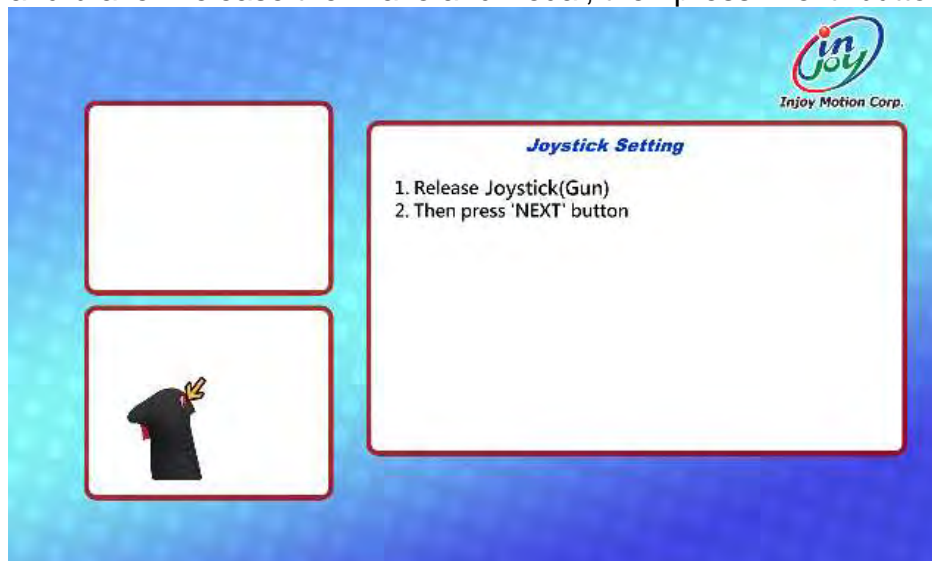 in
joy
Injoy Motion Corp.
Joystick Setting
1. Release Joystick(Gun)
2. Then press 'NEXT' button